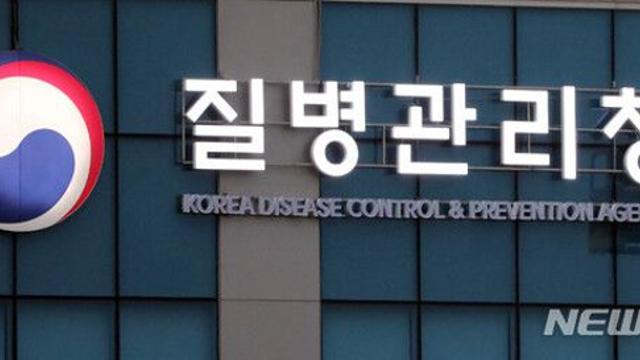 질병관리청
KOREA DISEASE CONTROL & PREVENTION AGE
NEW